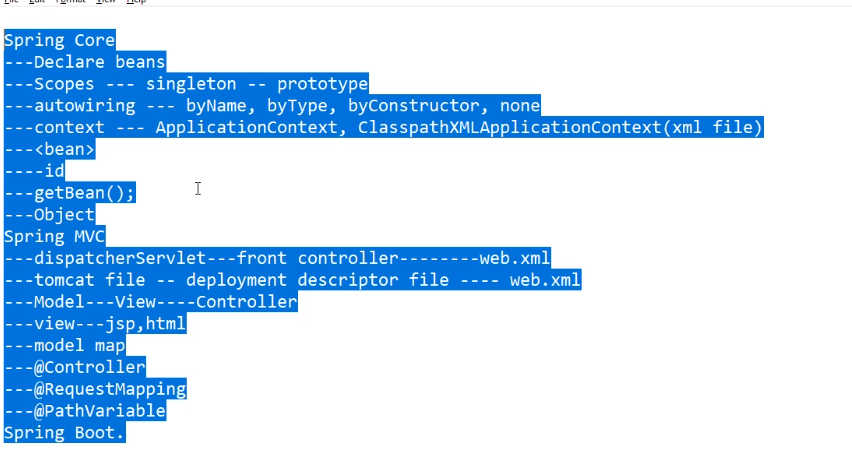 File Edit Format View Help
Spring Core
---Declare beans
---Scopes --- singleton -- prototype
---autowiring --- byName, byType, byConstructor, none
---context --- ApplicationContext, ClasspathXMLApplicationContext(xml file)
---<bean>
----id
---getBean();
---Object
Spring MVC
---dispatcherServlet---front controller--------web.xml
---tomcat file -- deployment descriptor file ---- web.xml
---Model---View----Controller
---view---jsp,html
---model map
---@Controller
---@RequestMapping
---@PathVariable
Spring Boot.